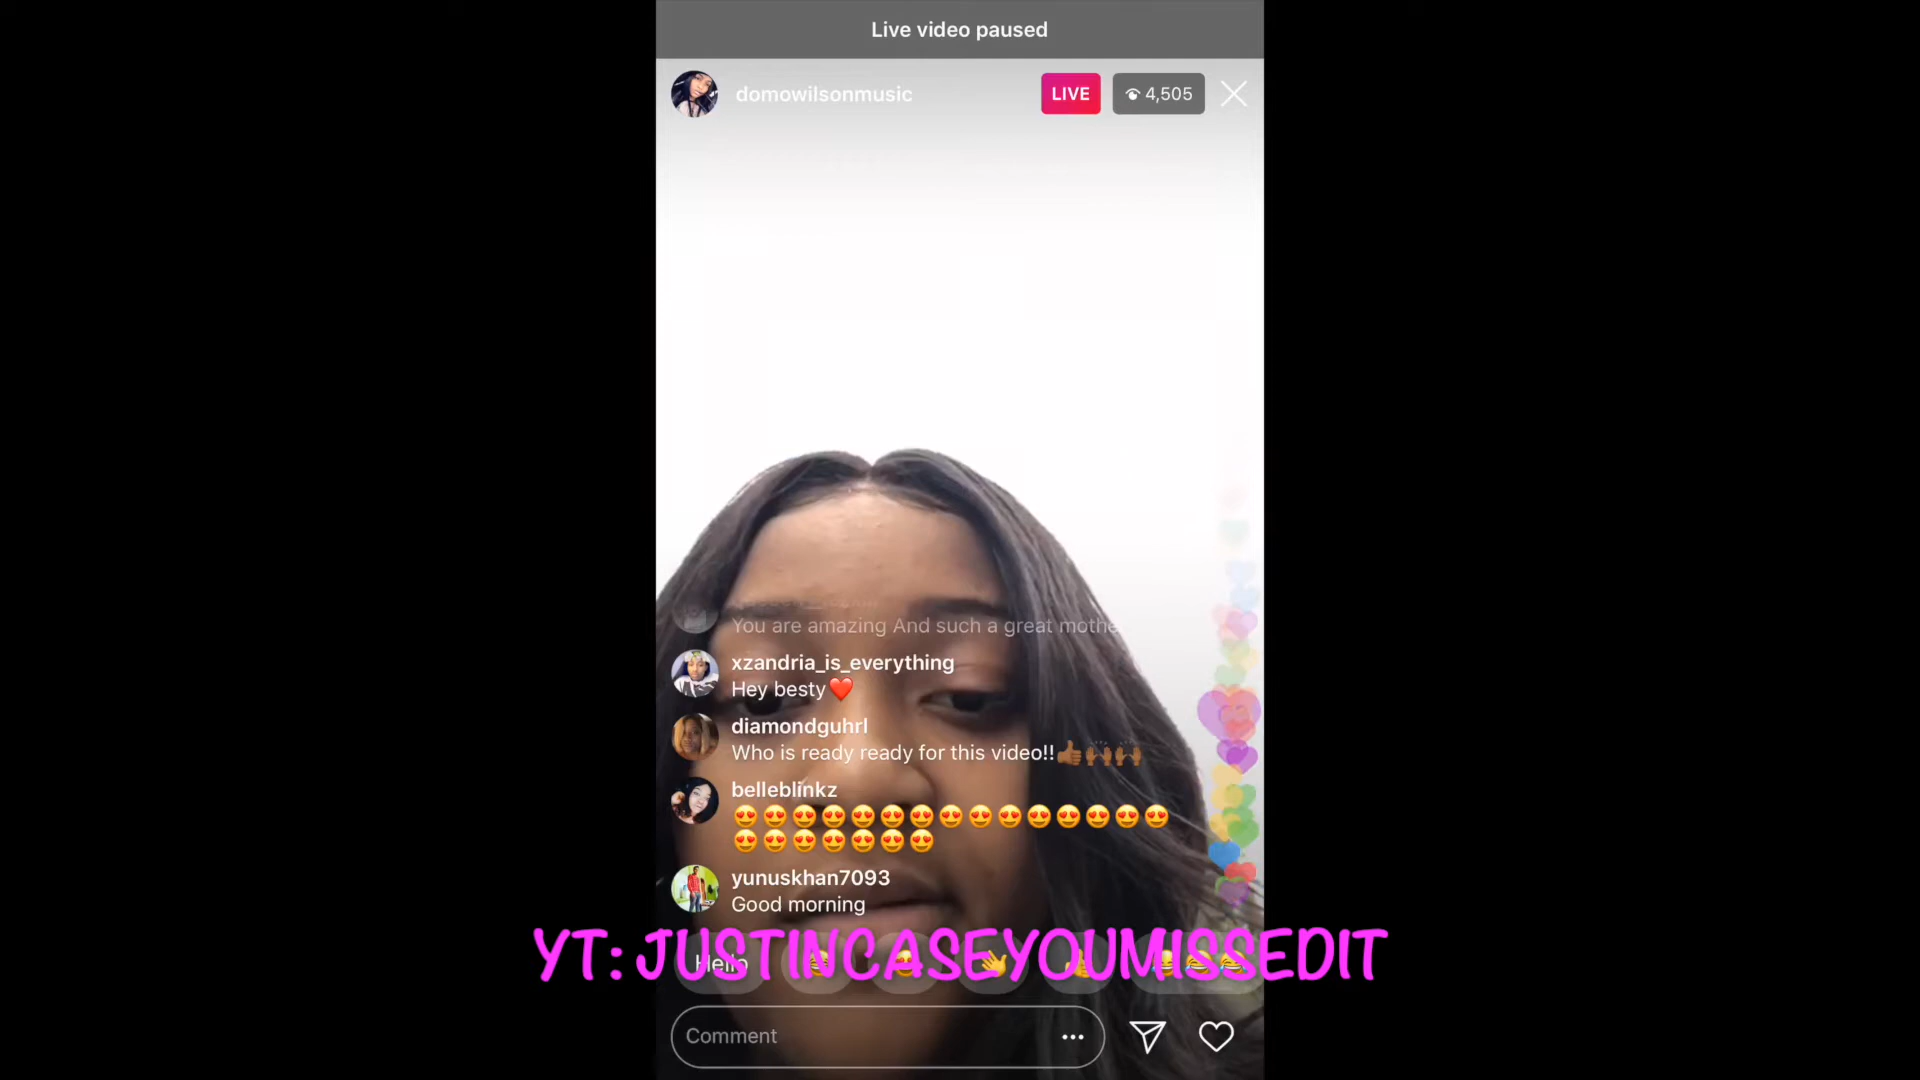 Live video paused
domowilsonmusic
LIVE
4,505
You are amazing And such a great mothe
xzandria_is_everything
Hey besty❤️
diamondguhrl
Who is ready ready for this video!!👍🏾🙌🏾🙌🏾
belleblinkz
😍😍😍😍😍😍😍😍😍😍😍😍😍😍😍
😍😍😍😍😍😍😍
yunuskhan7093
Good morning
YT: JUSTINCASEYOUMISSEDIT
Hello
Comment